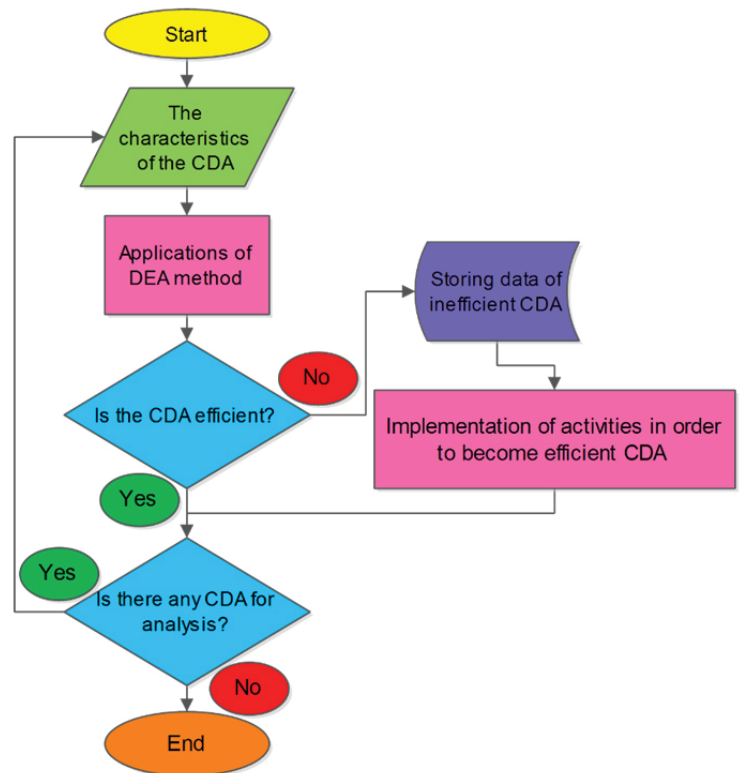 Start
The
characteristics
of the CDA
Applications of
DEA method
Storing data of
inefficient CDA
No
Is the CDA efficient?
Implementation of activities in order
to become efficient CDA
Yes
Yes
Is there any CDA for
analysis?
No
End